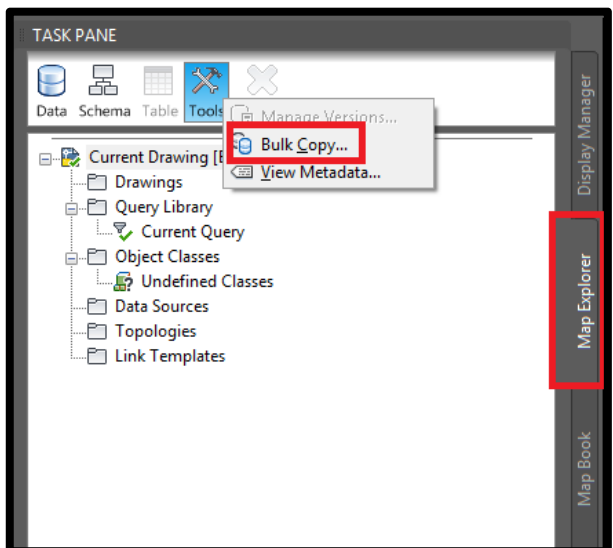 TASK PANE
Data Schema Table Tools
Manage Versions...
Bulk Copy...
View Metadata...
Current Drawing [
Drawings
Query Library
Current Query
Object Classes
Undefined Classes
Data Sources
Topologies
Link Templates
Display Manager
Map Explorer
Map Book